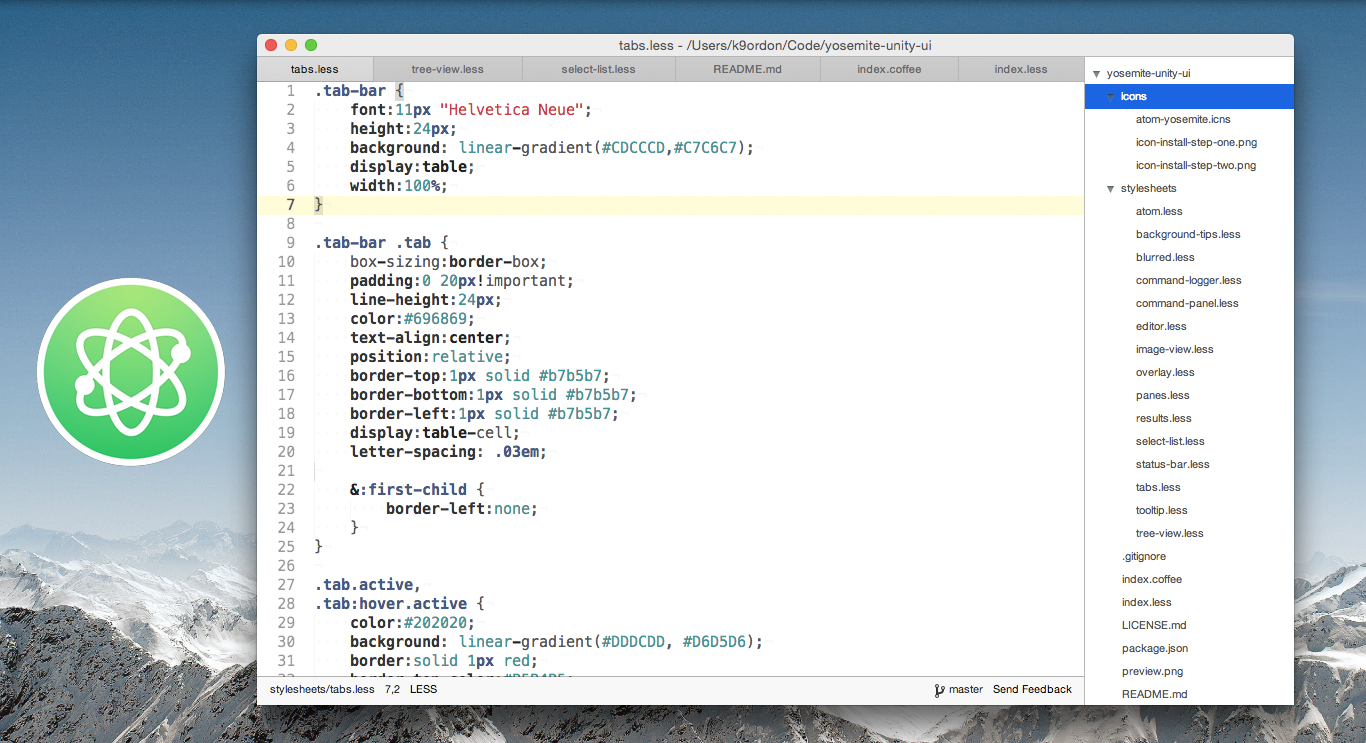 tabs.less - /Users/k9ordon/Code/yosemite-unity-ui
tabs.less tree-view.less select-list.less README.md index.coffee index.less
1 .tab-bar {
2 font:11px "Helvetica Neue";
3 height:24px;
4 background: linear-gradient(#CDCCCD,#C7C6C7);
5 display:table;
6 width:100%;
7 }
8
9 .tab-bar .tab {
10 box-sizing:border-box;
11 padding:0 20px!important;
12 line-height:24px;
13 color:#696869;
14 text-align:center;
15 position:relative;
16 border-top:1px solid #b7b5b7;
17 border-bottom:1px solid #b7b5b7;
18 border-left:1px solid #b7b5b7;
19 display:table-cell;
20 letter-spacing: .03em;
21
22 &:first-child {
23 border-left:none;
24 }
25 }
26
27 .tab.active,
28 .tab:hover.active {
29 color:#202020;
30 background: linear-gradient(#DDDCDD, #D6D5D6);
31 border:solid 1px red;
stylesheets/tabs.less 7,2 LESS master Send Feedback
yosemite-unity-ui
icons
atom-yosemite.icns
icon-install-step-one.png
icon-install-step-two.png
stylesheets
atom.less
background-tips.less
blurred.less
command-logger.less
command-panel.less
editor.less
image-view.less
overlay.less
panes.less
results.less
select-list.less
status-bar.less
tabs.less
tooltip.less
tree-view.less
.gitignore
index.coffee
index.less
LICENSE.md
package.json
preview.png
README.md